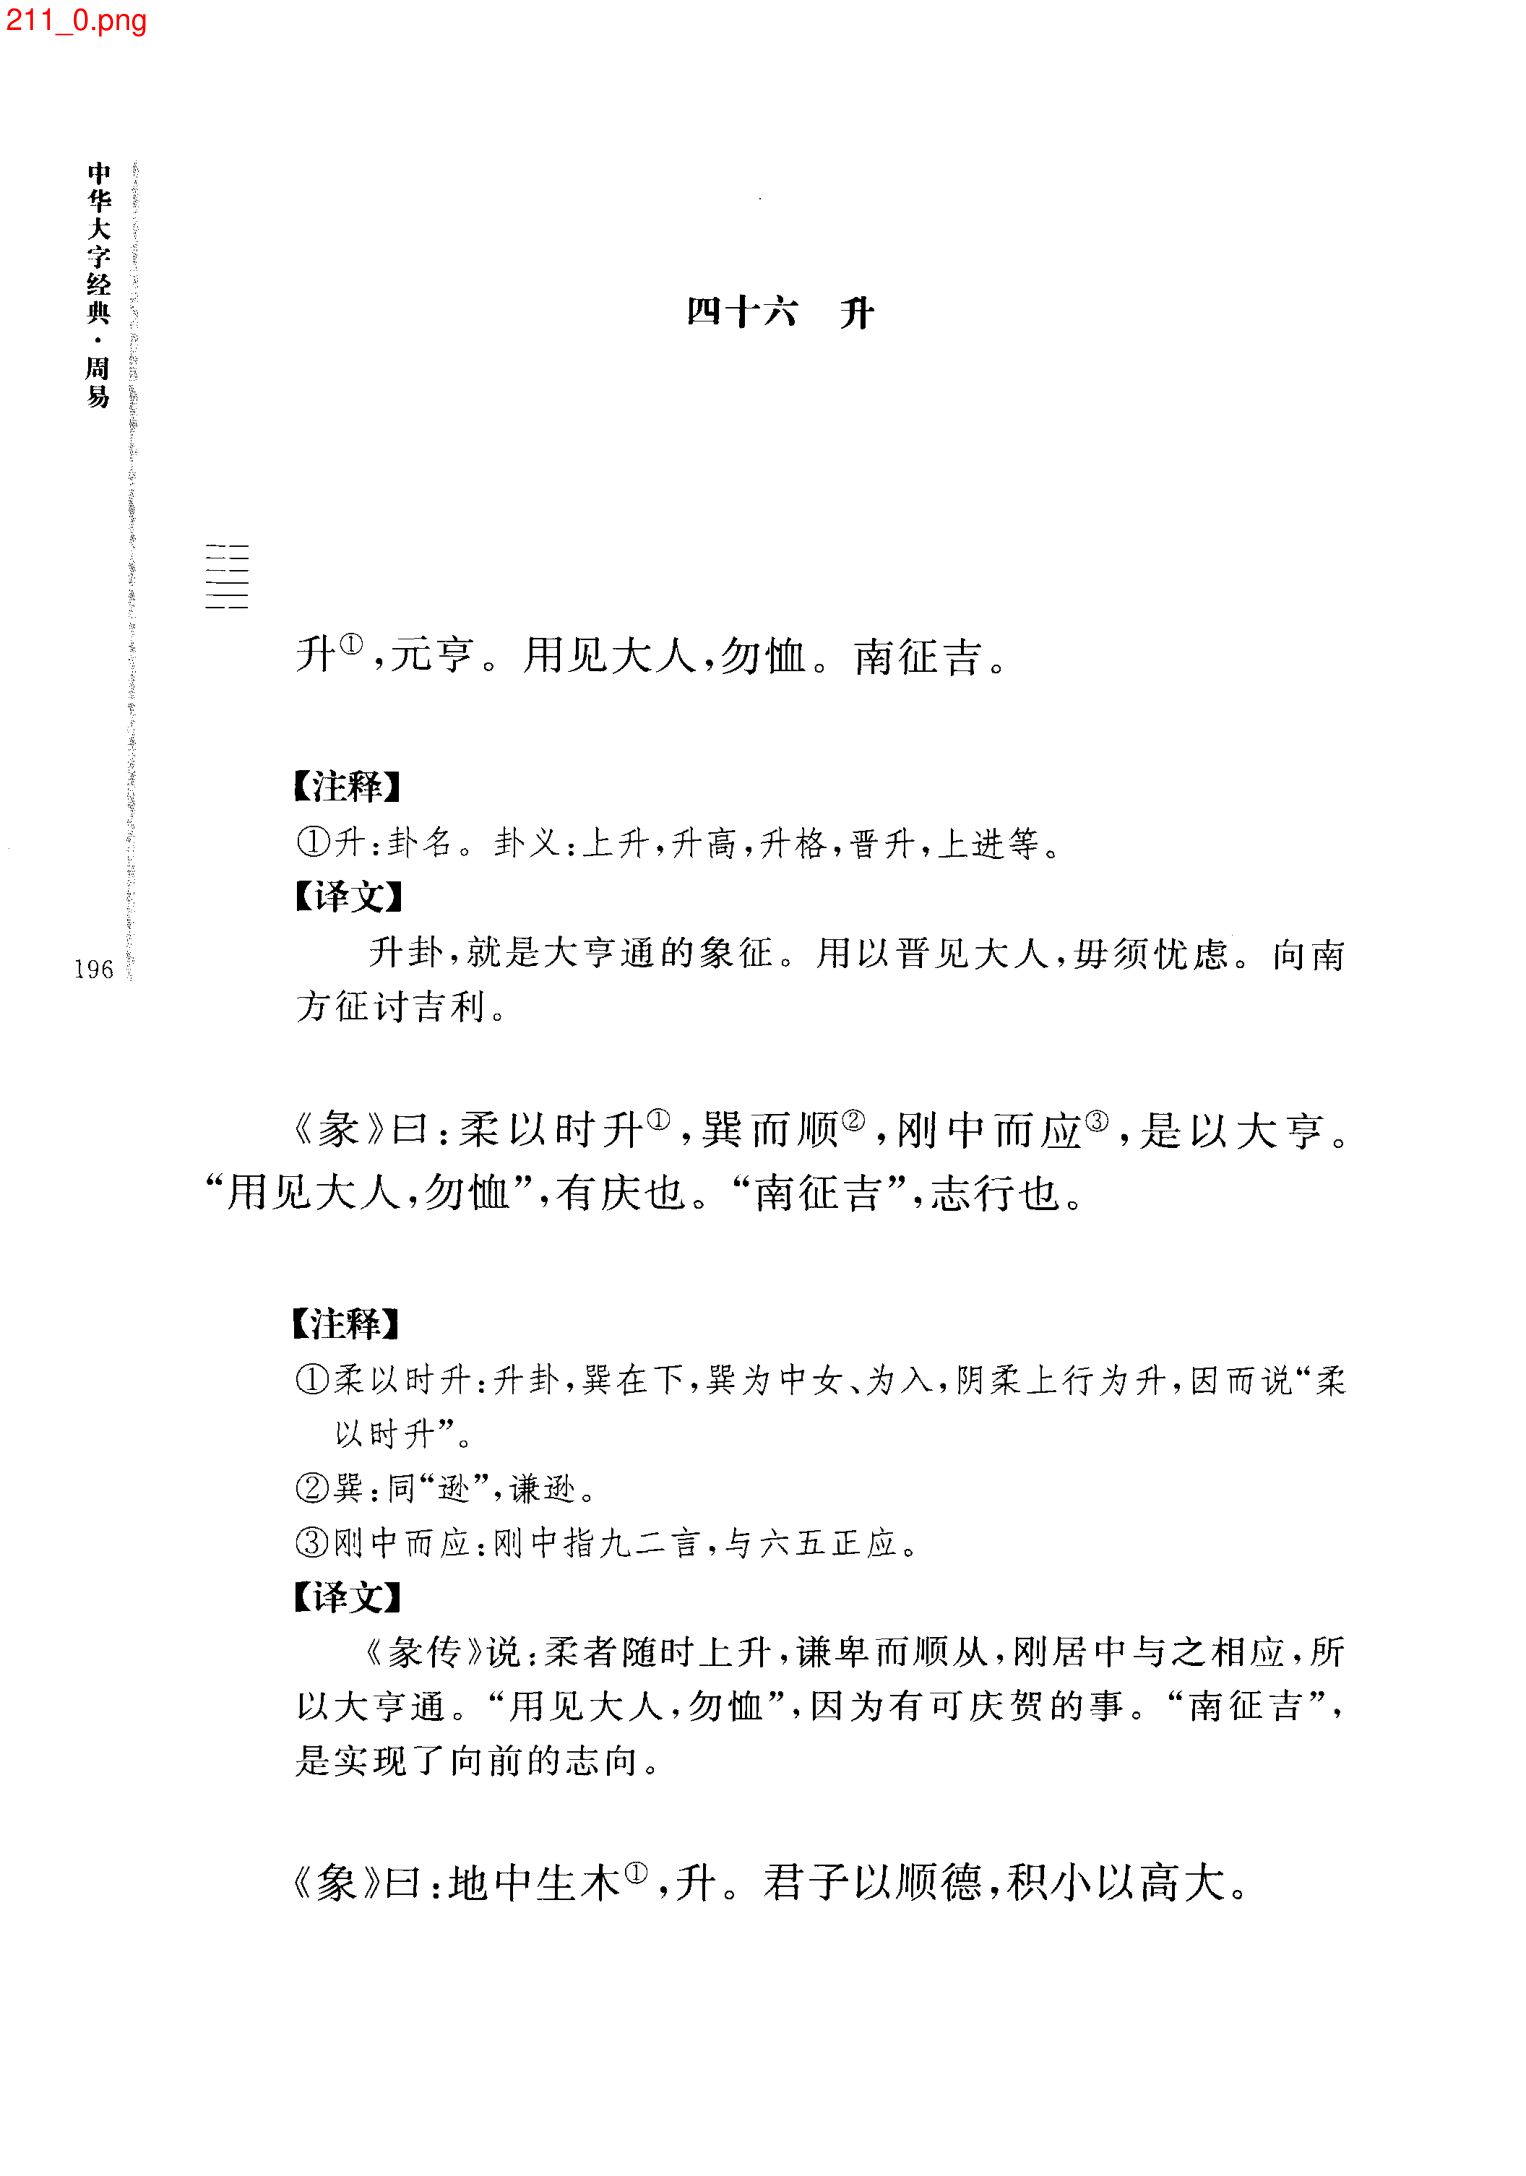 211_0.png
中华大字经典·周易
196
四十六 升
升①,元亨。用见大人,勿恤。南征吉。
【注释】
①升:卦名。卦义:上升,升高,升格,晋升,上进等。
【译文】
升卦,就是大亨通的象征。用以晋见大人,毋须忧虑。向南
方征讨吉利。
《彖》曰:柔以时升①,巽而顺②,刚中而应③,是以大亨。
“用见大人,勿恤”,有庆也。“南征吉”,志行也。
【注释】
①柔以时升:升卦,巽在下,巽为中女、为入,阴柔上行为升,因而说“柔
以时升”。
②巽:同“逊”,谦逊。
③刚中而应:刚中指九二言,与六五正应。
【译文】
《彖传》说:柔者随时上升,谦卑而顺从,刚居中与之相应,所
以大亨通。“用见大人,勿恤”,因为有可庆贺的事。“南征吉”,
是实现了向前的志向。
《象》曰:地中生木①,升。君子以顺德,积小以高大。